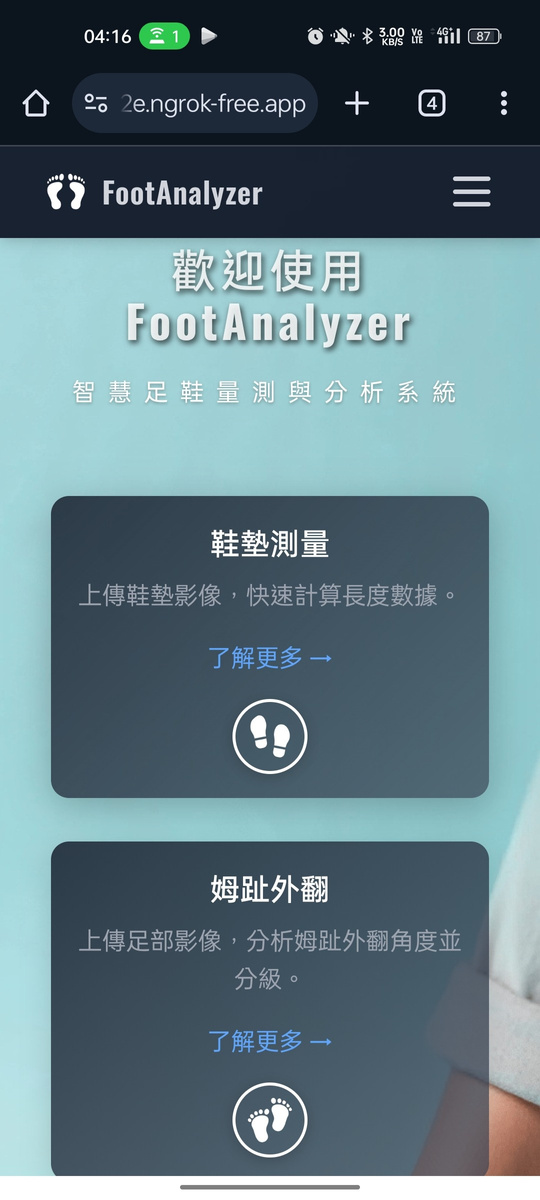 04:16
1
3.00 KB/S
Vo LTE
4G+
87
2e.ngrok-free.app
4
FootAnalyzer
歡迎使用
FootAnalyzer
智慧足鞋量測與分析系統
鞋墊測量
上傳鞋墊影像，快速計算長度數據。
了解更多 →
姆趾外翻
上傳足部影像，分析姆趾外翻角度並
分級。
了解更多 →